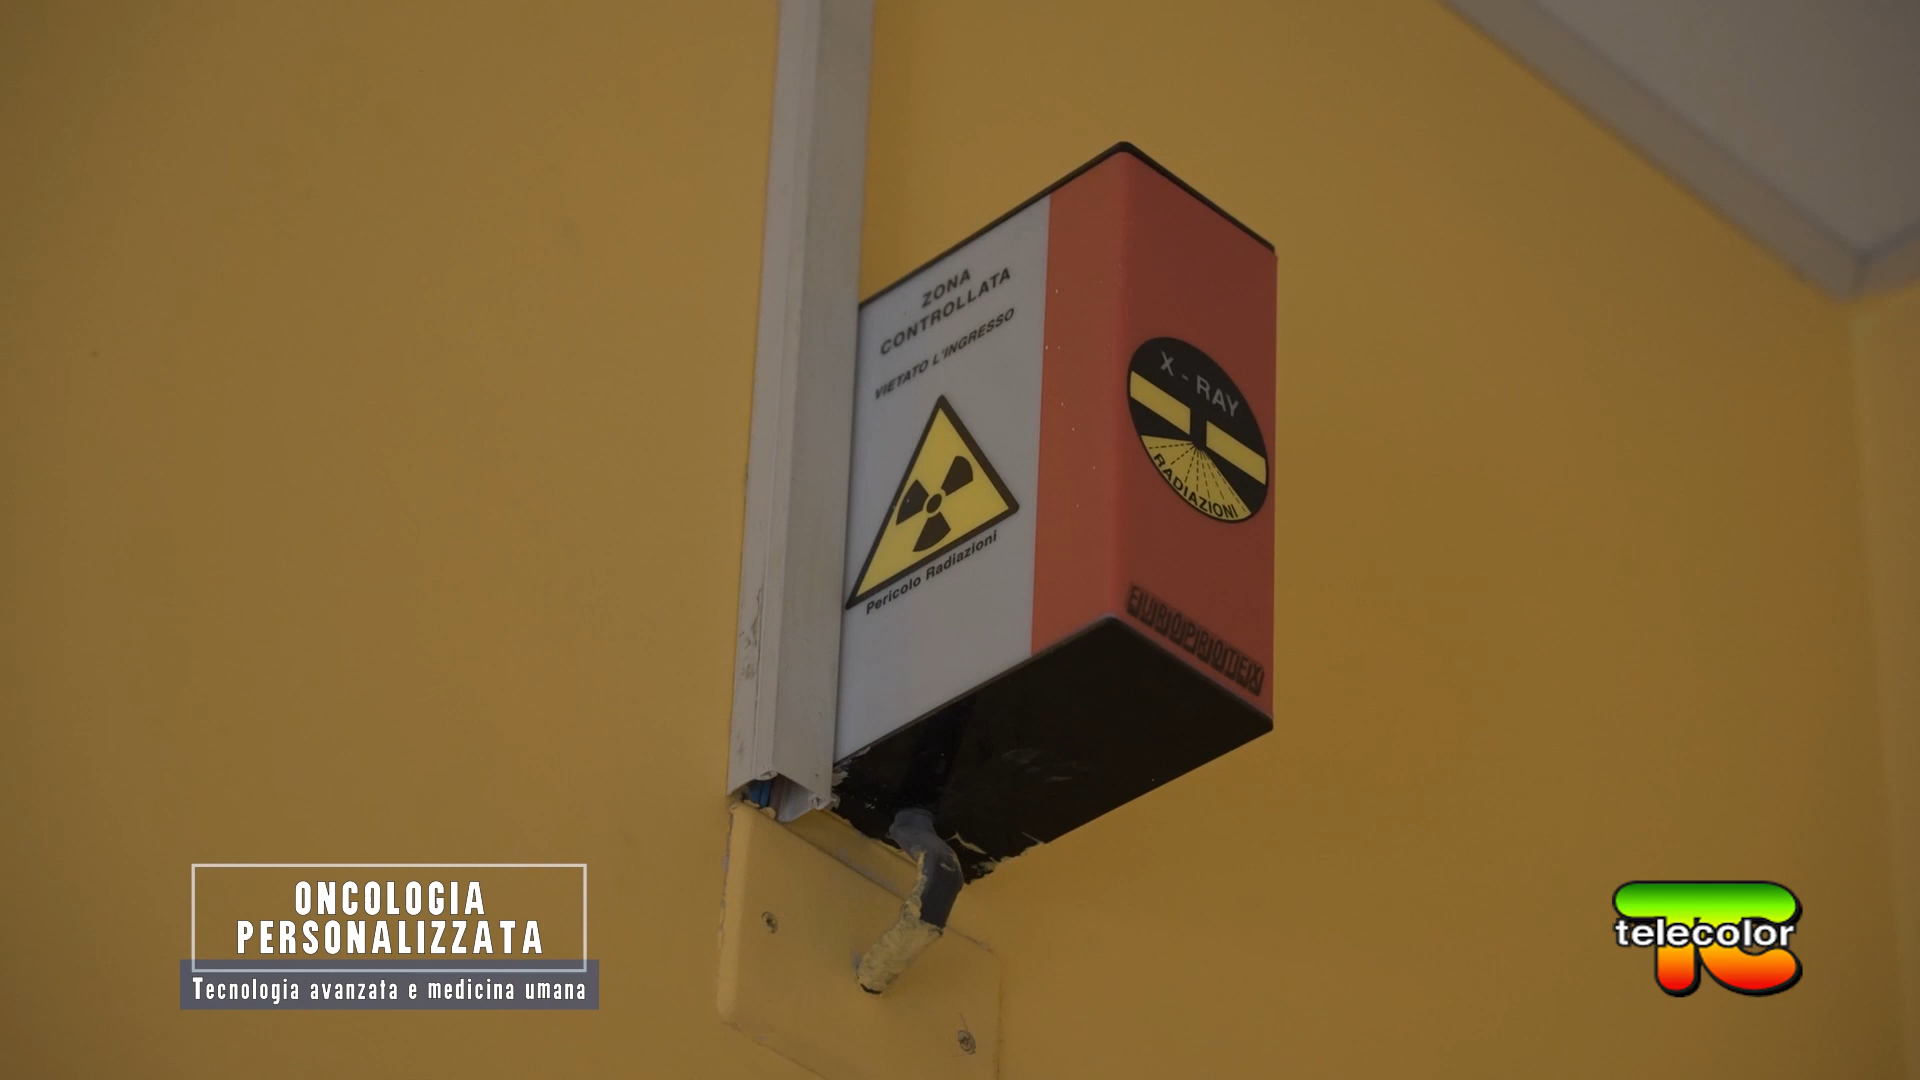 ZONA
CONTROLLATA
VIETATO L'INGRESSO
Pericolo Radiazioni
X - RAY
RADIAZIONI
EUROPROTEX
ONCOLOGIA
PERSONALIZZATA
Tecnologia avanzata e medicina umana
telecolor